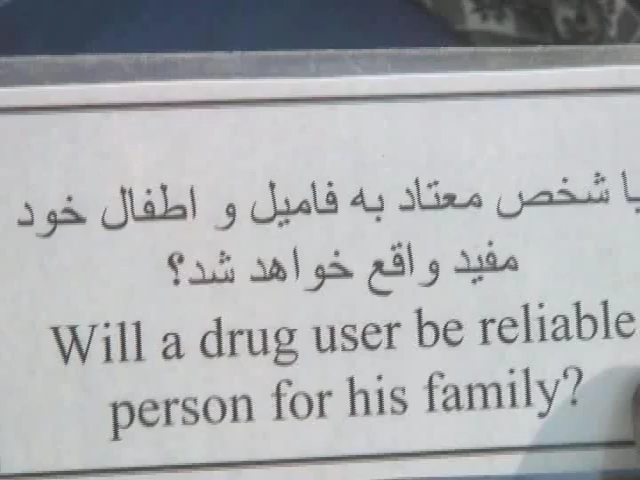 یا شخص معتاد به فامیل و اطفال خود
مفید واقع خواهد شد؟
Will a drug user be reliable
person for his family?